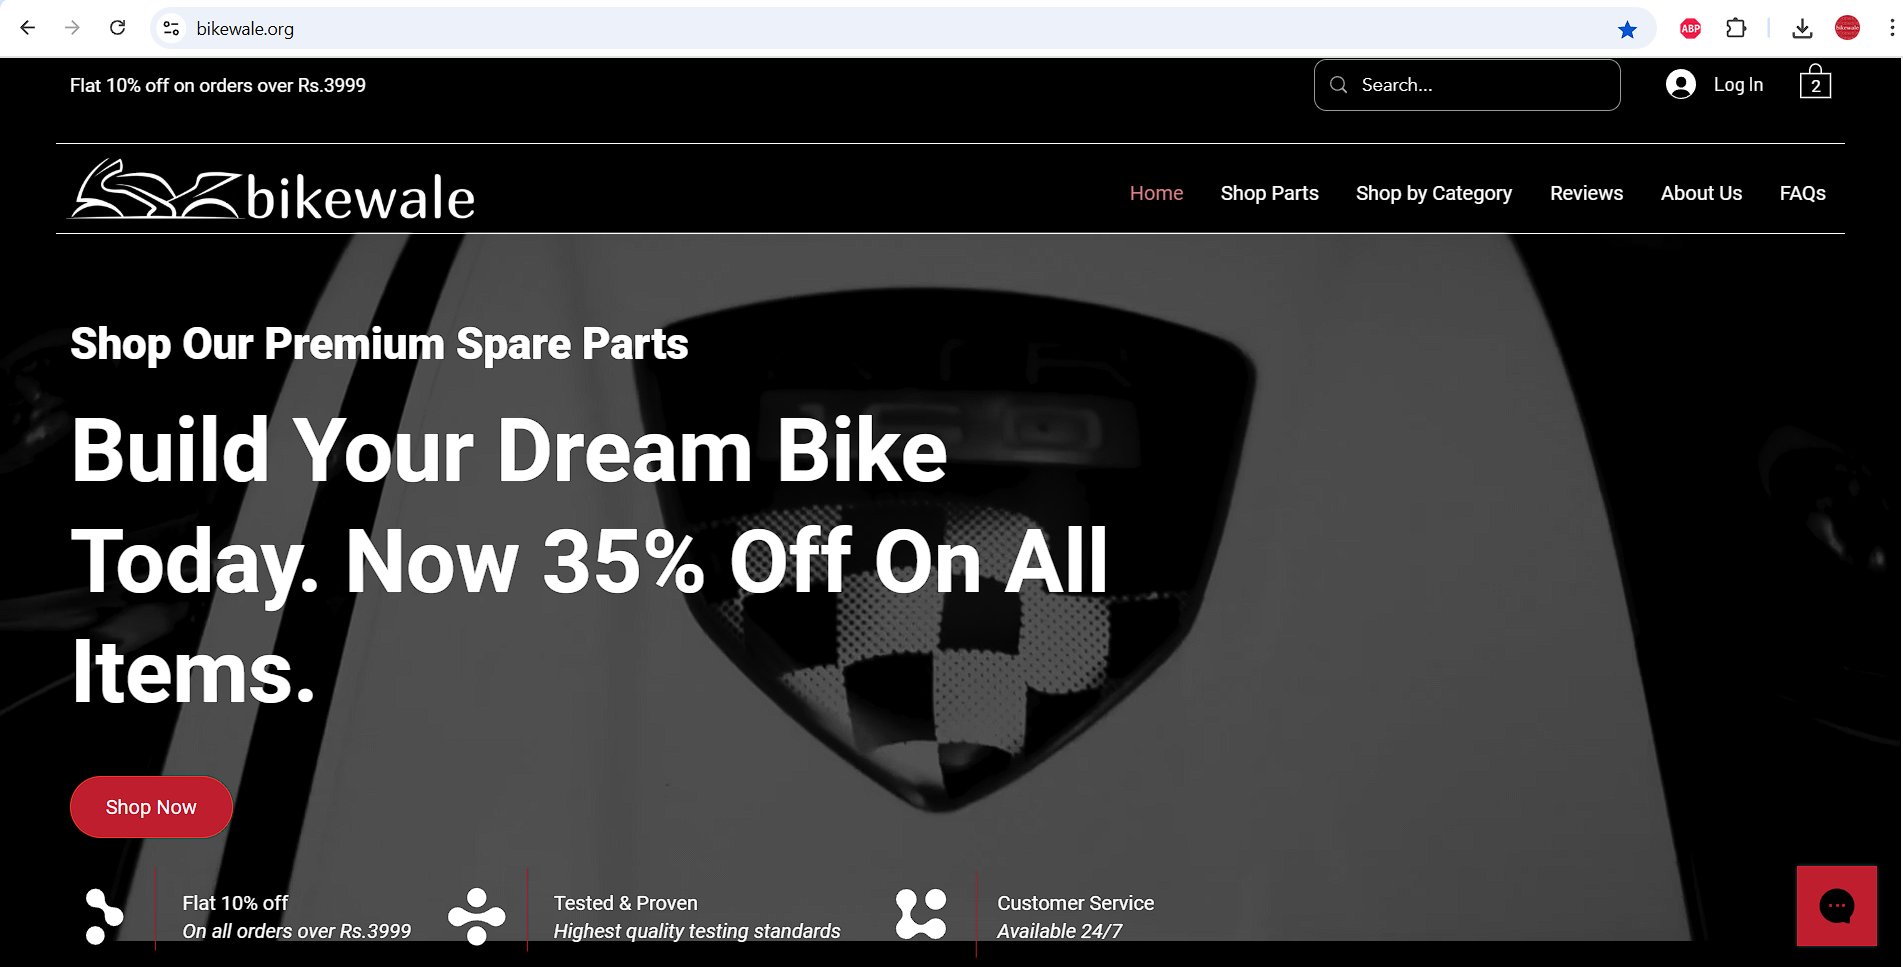 bikewale.org
ABP
Flat 10% off on orders over Rs.3999
Search...
Log In
2
bikewale
Home
Shop Parts
Shop by Category
Reviews
About Us
FAQs
Shop Our Premium Spare Parts
Build Your Dream Bike
Today. Now 35% Off On All
Items.
Shop Now
Flat 10% off
On all orders over Rs.3999
Tested & Proven
Highest quality testing standards
Customer Service
Available 24/7